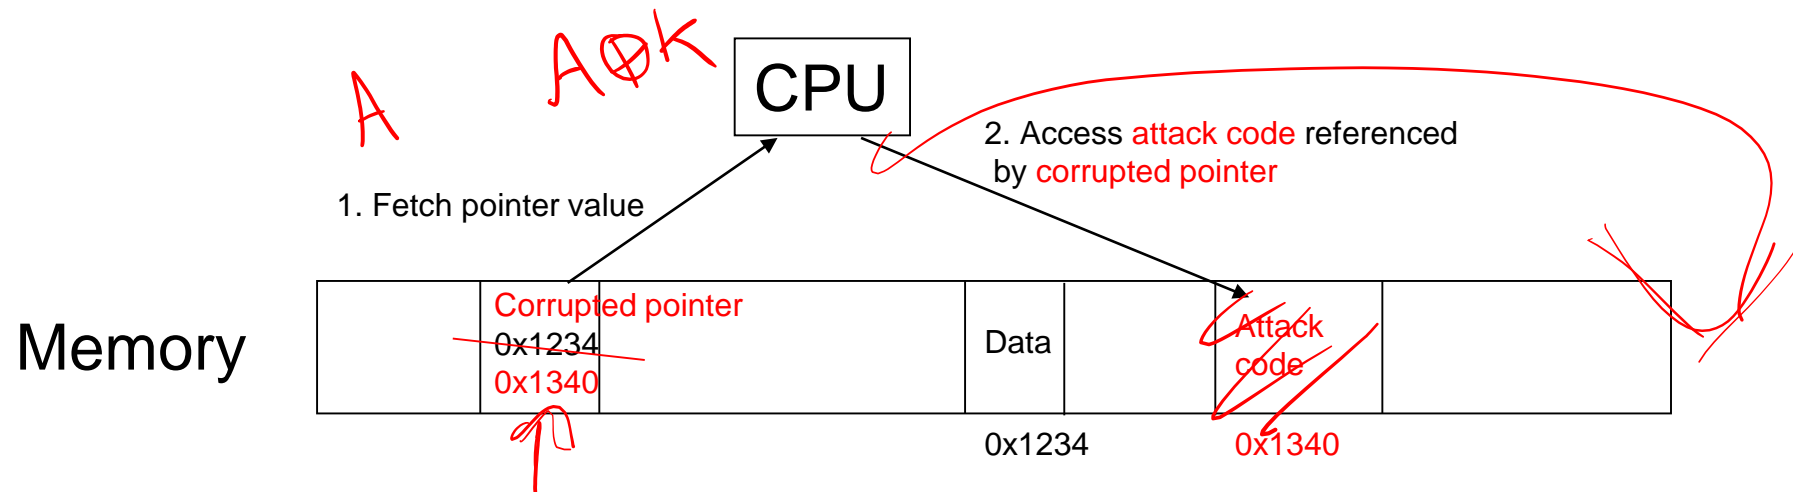 A
A⊕K
CPU
2. Access attack code referenced
by corrupted pointer
1. Fetch pointer value
Memory
Corrupted pointer
0x1234
0x1340
Data
Attack
code
0x1234
0x1340